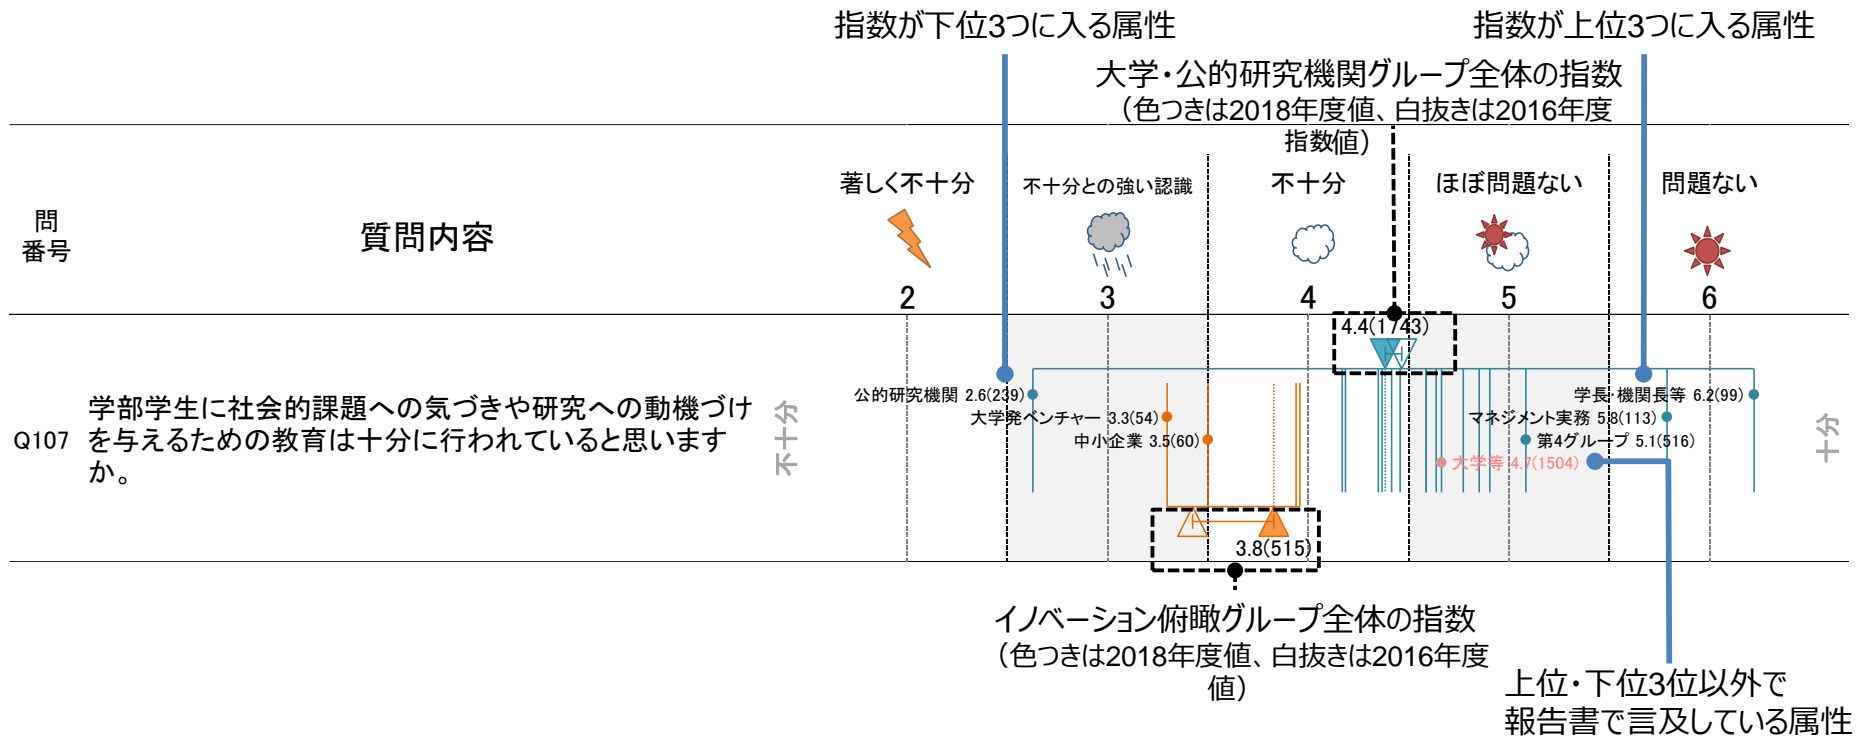 指数が下位3つに入る属性
指数が上位3つに入る属性
大学・公的研究機関グループ全体の指数
（色つきは2018年度値、白抜きは2016年度
指数値）
問
番号
質問内容
著しく不十分
不十分との強い認識
不十分
ほぼ問題ない
問題ない
2
3
4
5
6
Q107
学部学生に社会的課題への気づきや研究への動機づけ
を与えるための教育は十分に行われていると思います
か。
不十分
十分
4.4(1743)
公的研究機関 2.6(239)
学長・機関長等 6.2(99)
大学発ベンチャー 3.3(54)
マネジメント実務 5.8(113)
中小企業 3.5(60)
第4グループ 5.1(516)
大学等 4.7(1504)
3.8(515)
イノベーション俯瞰グループ全体の指数
（色つきは2018年度値、白抜きは2016年度
値）
上位・下位3位以外で
報告書で言及している属性